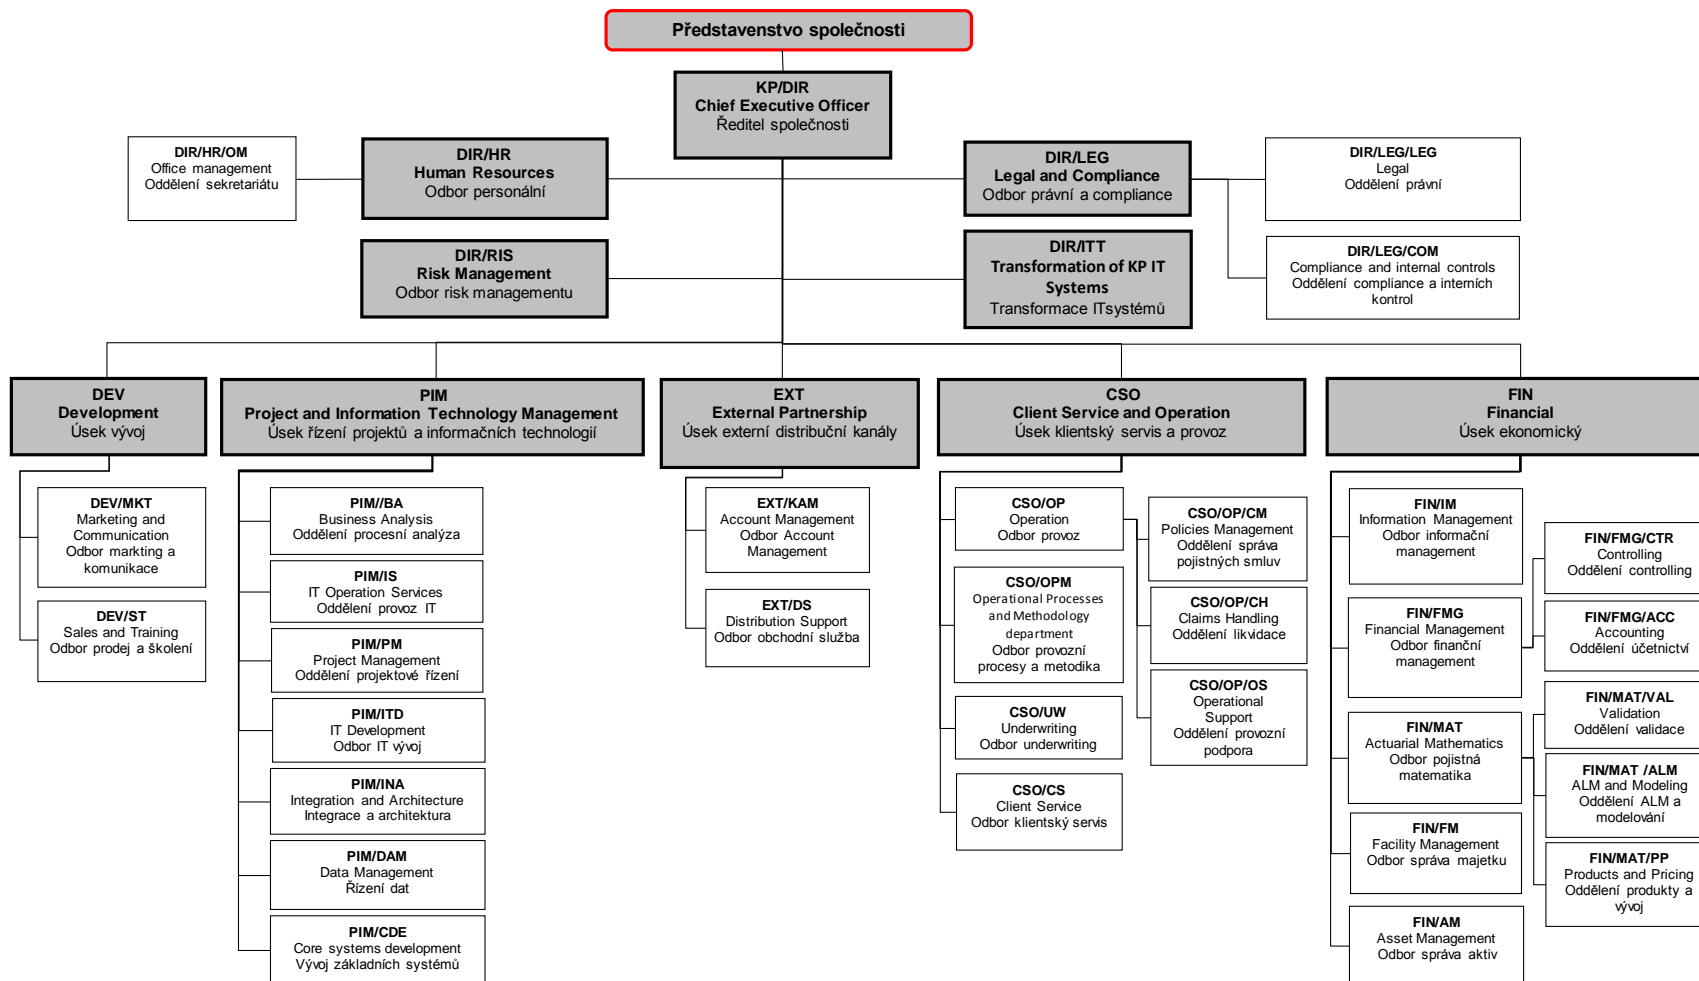 Představenstvo společnosti
KP/DIR
Chief Executive Officer
Ředitel společnosti
DIR/HR/OM
Office management
Oddělení sekretariátu
DIR/HR
Human Resources
Odbor personální
DIR/LEG
Legal and Compliance
Odbor právní a compliance
DIR/LEG/LEG
Legal
Oddělení právní
DIR/RIS
Risk Management
Odbor risk managementu
DIR/ITT
Transformation of KP IT
Systems
Transformace ITsystémů
DIR/LEG/COM
Compliance and internal controls
Oddělení compliance a interních
kontrol
DEV
Development
Úsek vývoj
PIM
Project and Information Technology Management
Úsek řízení projektů a informačních technologií
EXT
External Partnership
Úsek externí distribuční kanály
CSO
Client Service and Operation
Úsek klientský servis a provoz
FIN
Financial
Úsek ekonomický
DEV/MKT
Marketing and
Communication
Odbor markting a
komunikace
DEV/ST
Sales and Training
Odbor prodej a školení
PIM//BA
Business Analysis
Oddělení procesní analýza
PIM/IS
IT Operation Services
Oddělení provoz IT
PIM/PM
Project Management
Oddělení projektové řízení
PIM/ITD
IT Development
Odbor IT vývoj
PIM/INA
Integration and Architecture
Integrace a architektura
PIM/DAM
Data Management
Řízení dat
PIM/CDE
Core systems development
Vývoj základních systémů
EXT/KAM
Account Management
Odbor Account
Management
EXT/DS
Distribution Support
Odbor obchodní služba
CSO/OP
Operation
Odbor provoz
CSO/OPM
Operational Processes
and Methodology
department
Odbor provozní
procesy a metodika
CSO/UW
Underwriting
Odbor underwriting
CSO/CS
Client Service
Odbor klientský servis
CSO/OP/CM
Policies Management
Oddělení správa
pojistných smluv
CSO/OP/CH
Claims Handling
Oddělení likvidace
CSO/OP/OS
Operational
Support
Oddělení provozní
podpora
FIN/IM
Information Management
Odbor informační
management
FIN/FMG
Financial Management
Odbor finanční
management
FIN/MAT
Actuarial Mathematics
Odbor pojistná
matematika
FIN/FM
Facility Management
Odbor správa majetku
FIN/AM
Asset Management
Odbor správa aktiv
FIN/FMG/CTR
Controlling
Oddělení controlling
FIN/FMG/ACC
Accounting
Oddělení účetnictví
FIN/MAT/VAL
Validation
Oddělení validace
FIN/MAT /ALM
ALM and Modeling
Oddělení ALM a
modelování
FIN/MAT/PP
Products and Pricing
Oddělení produkty a
vývoj